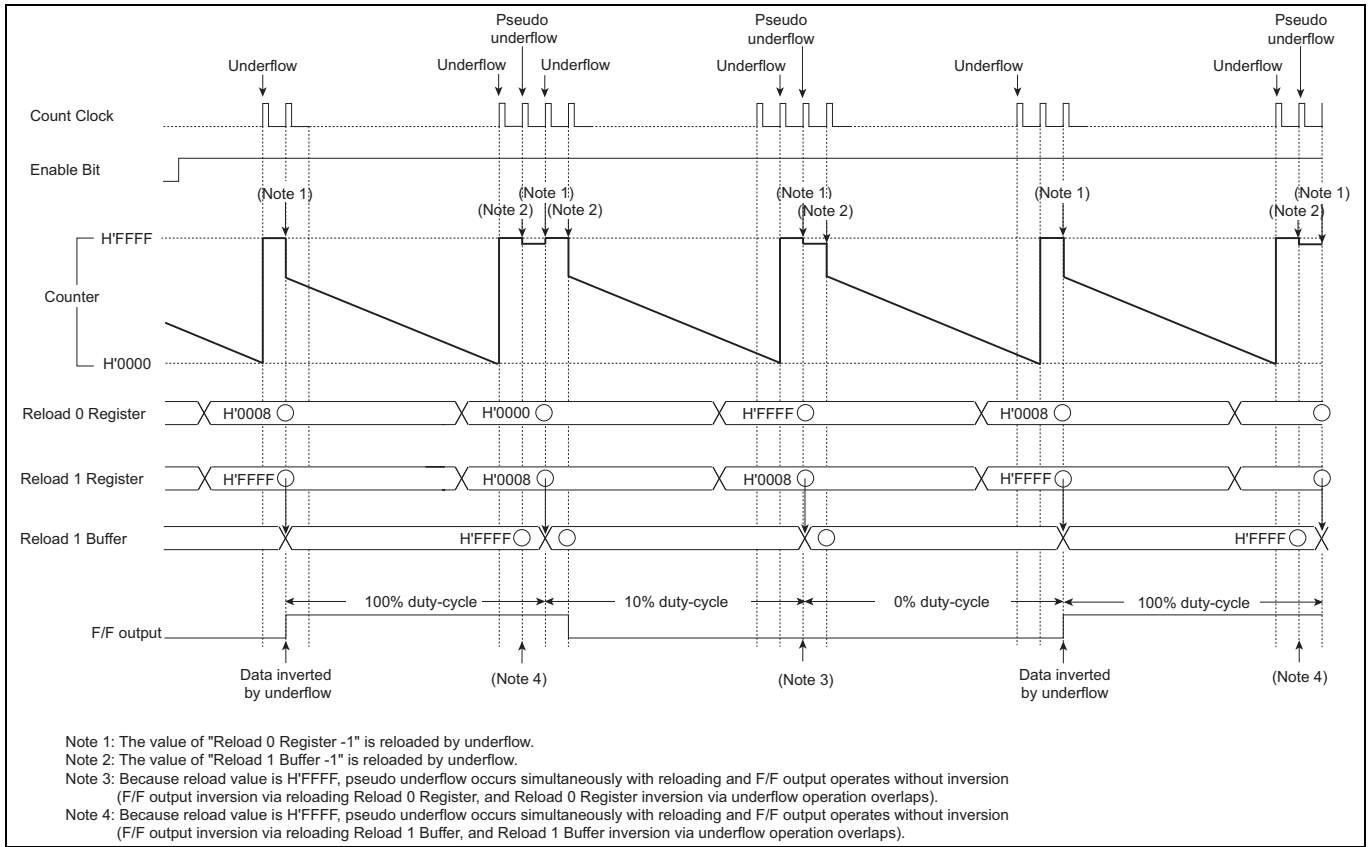 Pseudo underflow
Pseudo underflow
Pseudo underflow
Underflow
Underflow
Underflow
Underflow
Underflow
Underflow
Count Clock
Enable Bit
(Note 1)
(Note 1)
(Note 1)
(Note 1)
(Note 1)
(Note 2)
(Note 2)
(Note 2)
(Note 2)
H'FFFF
Counter
H'0000
Reload 0 Register
H'0008
H'0000
H'FFFF
H'0008
Reload 1 Register
H'FFFF
H'0008
H'0008
H'FFFF
Reload 1 Buffer
H'FFFF
H'FFFF
100% duty-cycle
10% duty-cycle
0% duty-cycle
100% duty-cycle
F/F output
Data inverted
by underflow
(Note 4)
(Note 3)
Data inverted
by underflow
(Note 4)
Note 1: The value of "Reload 0 Register -1" is reloaded by underflow.
Note 2: The value of "Reload 1 Buffer -1" is reloaded by underflow.
Note 3: Because reload value is H'FFFF, pseudo underflow occurs simultaneously with reloading and F/F output operates without inversion
(F/F output inversion via reloading Reload 0 Register, and Reload 0 Register inversion via underflow operation overlaps).
Note 4: Because reload value is H'FFFF, pseudo underflow occurs simultaneously with reloading and F/F output operates without inversion
(F/F output inversion via reloading Reload 1 Buffer, and Reload 1 Buffer inversion via underflow operation overlaps).